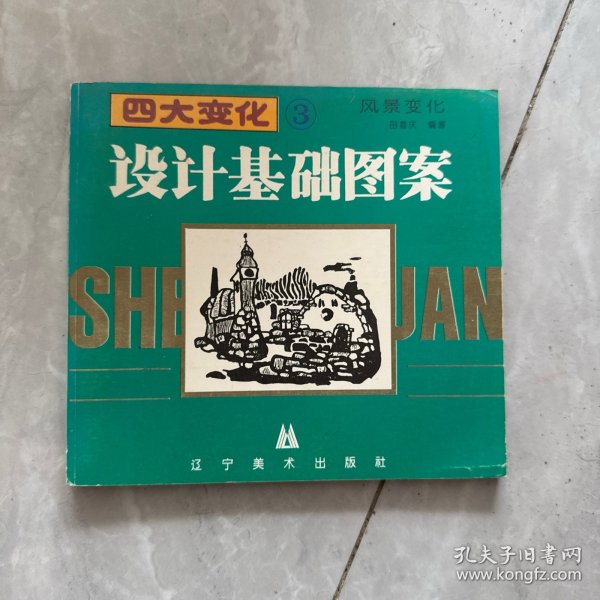 四大变化 ③ 风景变化
编著
设计基础图案
SHE UAN
辽宁美术出版社
孔夫子旧书网
www.kongfz.com